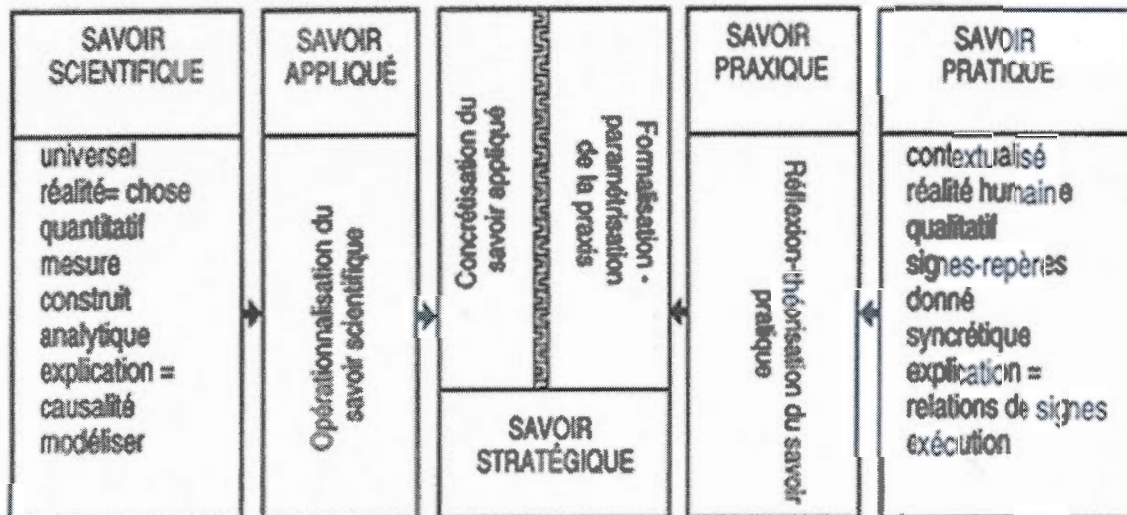 SAVOIR
SCIENTIFIQUE
universel
réalité= chose
quantitatif
mesure
construit
analytique
explication =
causalité
modéliser
SAVOIR
APPLIQUÉ
Opérationnalisation du
savoir scientifique
Concrétisation du
savoir appliqué
Formalisation -
paramétrisation
de la praxis
SAVOIR
STRATÉGIQUE
SAVOIR
PRAXIQUE
Réflexion-théorisation du savoir
pratique
SAVOIR
PRATIQUE
contextualisé
réalité humaine
qualitatif
signes-repères
donné
syncrétique
explication =
relations de signes
exécution